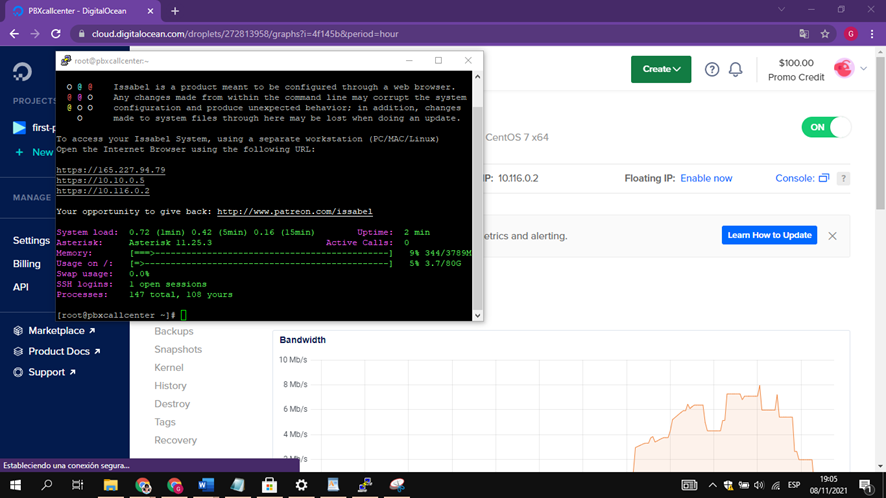 PBXcallcenter - DigitalOcean
cloud.digitalocean.com/droplets/272813958/graphs?i=4f145b&period=hour
root@pbxcallcenter:~
Issabel is a product meant to be configured through a web browser.
Any changes made from within the command line may corrupt the system
configuration and produce unexpected behavior; in addition, changes
made to system files through here may be lost when doing an update.
To access your Issabel System, using a separate workstation (PC/MAC/Linux)
Open the Internet Browser using the following URL:
https://165.227.94.79
https://10.10.0.5
https://10.116.0.2
Your opportunity to give back: http://www.patreon.com/issabel
System load: 0.72 (1min) 0.42 (5min) 0.16 (15min) Uptime: 2 min
Asterisk: Asterisk 11.25.3 Active Calls: 0
Memory: [===>-----------------------------------------] 9% 344/3789M
Usage on /: [=>-------------------------------------------] 5% 3.7/80G
Swap usage: 0.0%
SSH logins: 1 open sessions
Processes: 147 total, 108 yours
[root@pbxcallcenter ~]#
PROJECTS
first-p
+ New
MANAGE
Settings
Billing
API
Marketplace
Product Docs
Support
Create
?
$100.00
Promo Credit
G
CentOS 7 x64
ON
IP: 10.116.0.2
Floating IP: Enable now
Console:
?
etrics and alerting.
Learn How to Update
Backups
Snapshots
Kernel
History
Destroy
Tags
Recovery
Bandwidth
10 Mb/s
8 Mb/s
6 Mb/s
4 Mb/s
Estableciendo una conexión segura...
ESP
19:05
08/11/2021
1